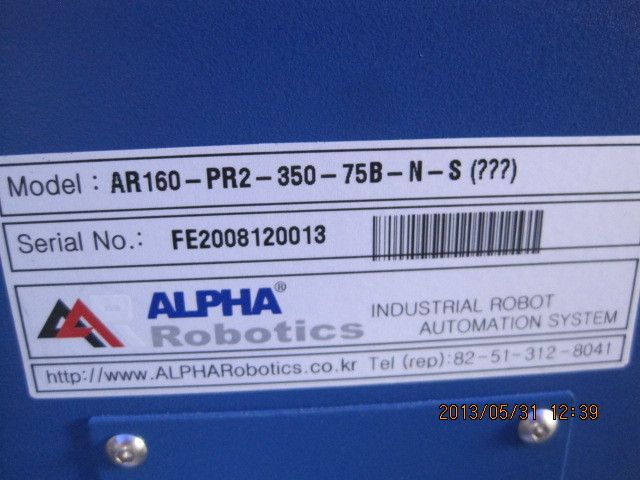 Model : AR160-PR2-350-75B-N-S (???)
Serial No.: FE2008120013
ALPHA®
Robotics
INDUSTRIAL ROBOT
AUTOMATION SYSTEM
http://www.ALPHARobotics.co.kr Tel (rep):82-51-312-8041
2013/05/31 12:39